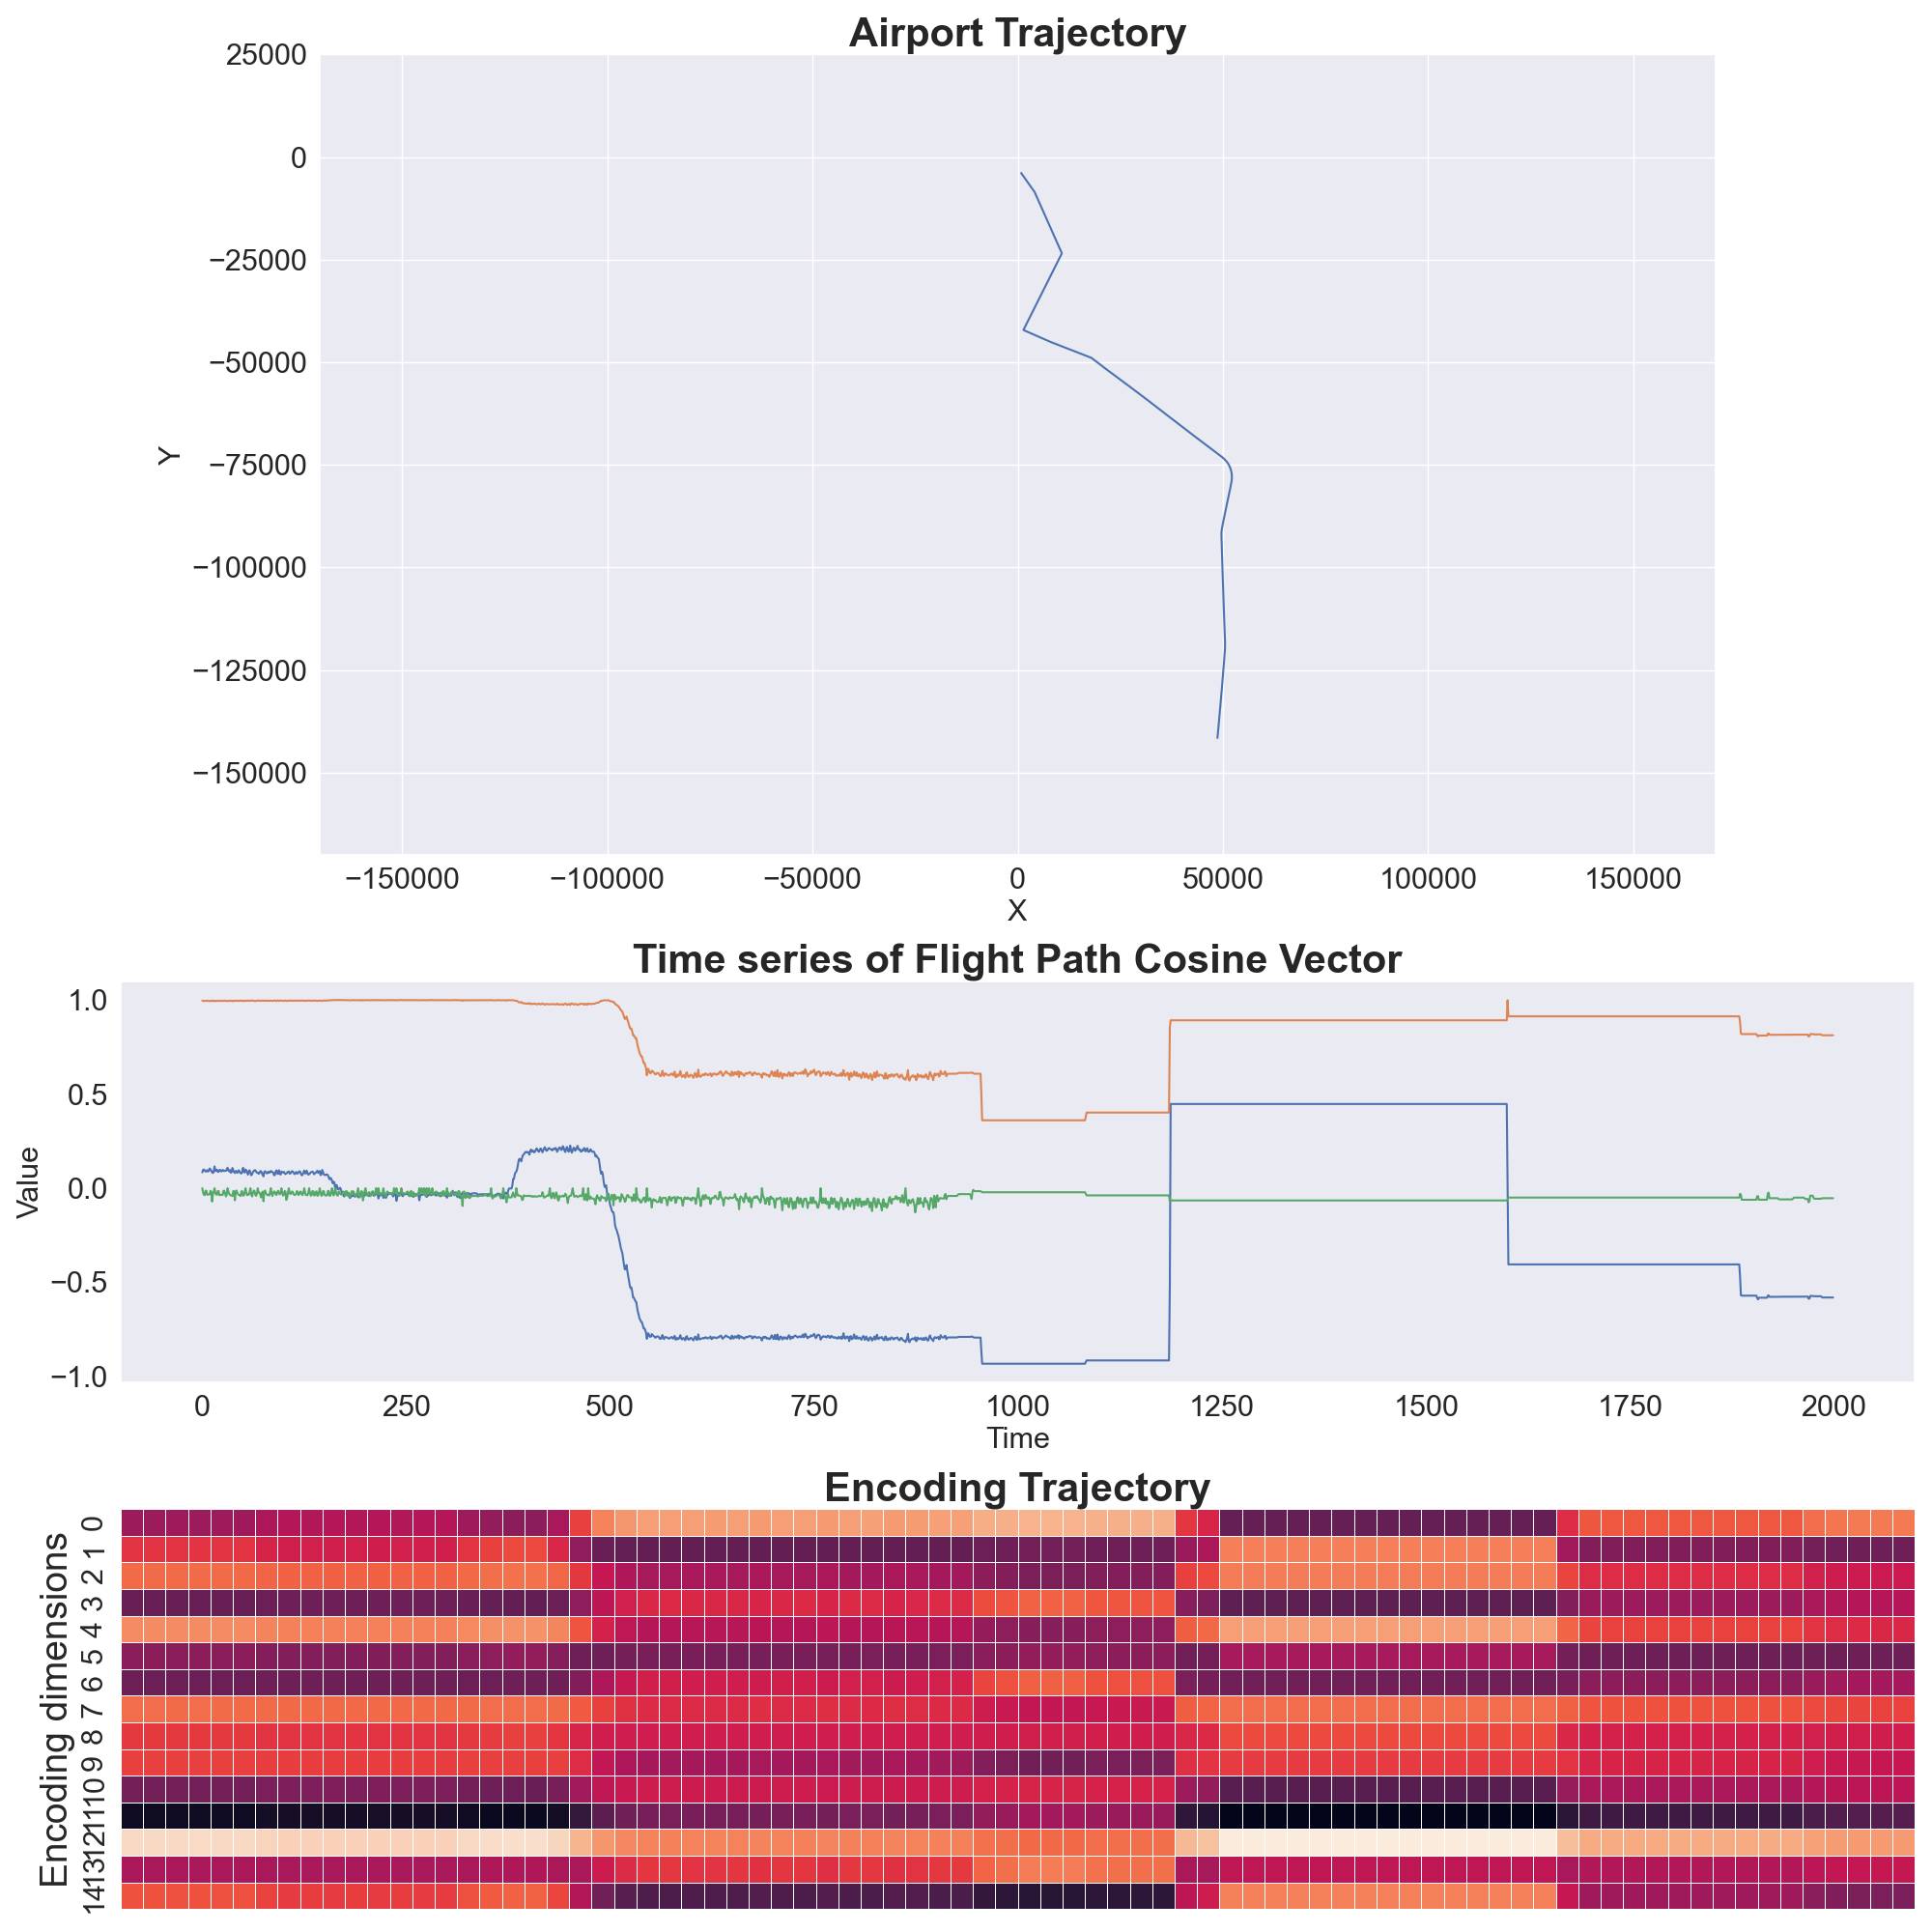 Airport Trajectory
25000
0
−25000
−50000
−75000
−100000
−125000
−150000
Y
−150000 −100000 −50000 0 50000 100000 150000
X
Time series of Flight Path Cosine Vector
1.0
0.5
0.0
−0.5
−1.0
Value
0 250 500 750 1000 1250 1500 1750 2000
Time
Encoding Trajectory
Encoding dimensions
0
1
2
3
4
5
6
7
8
9
10
11
12
13
14